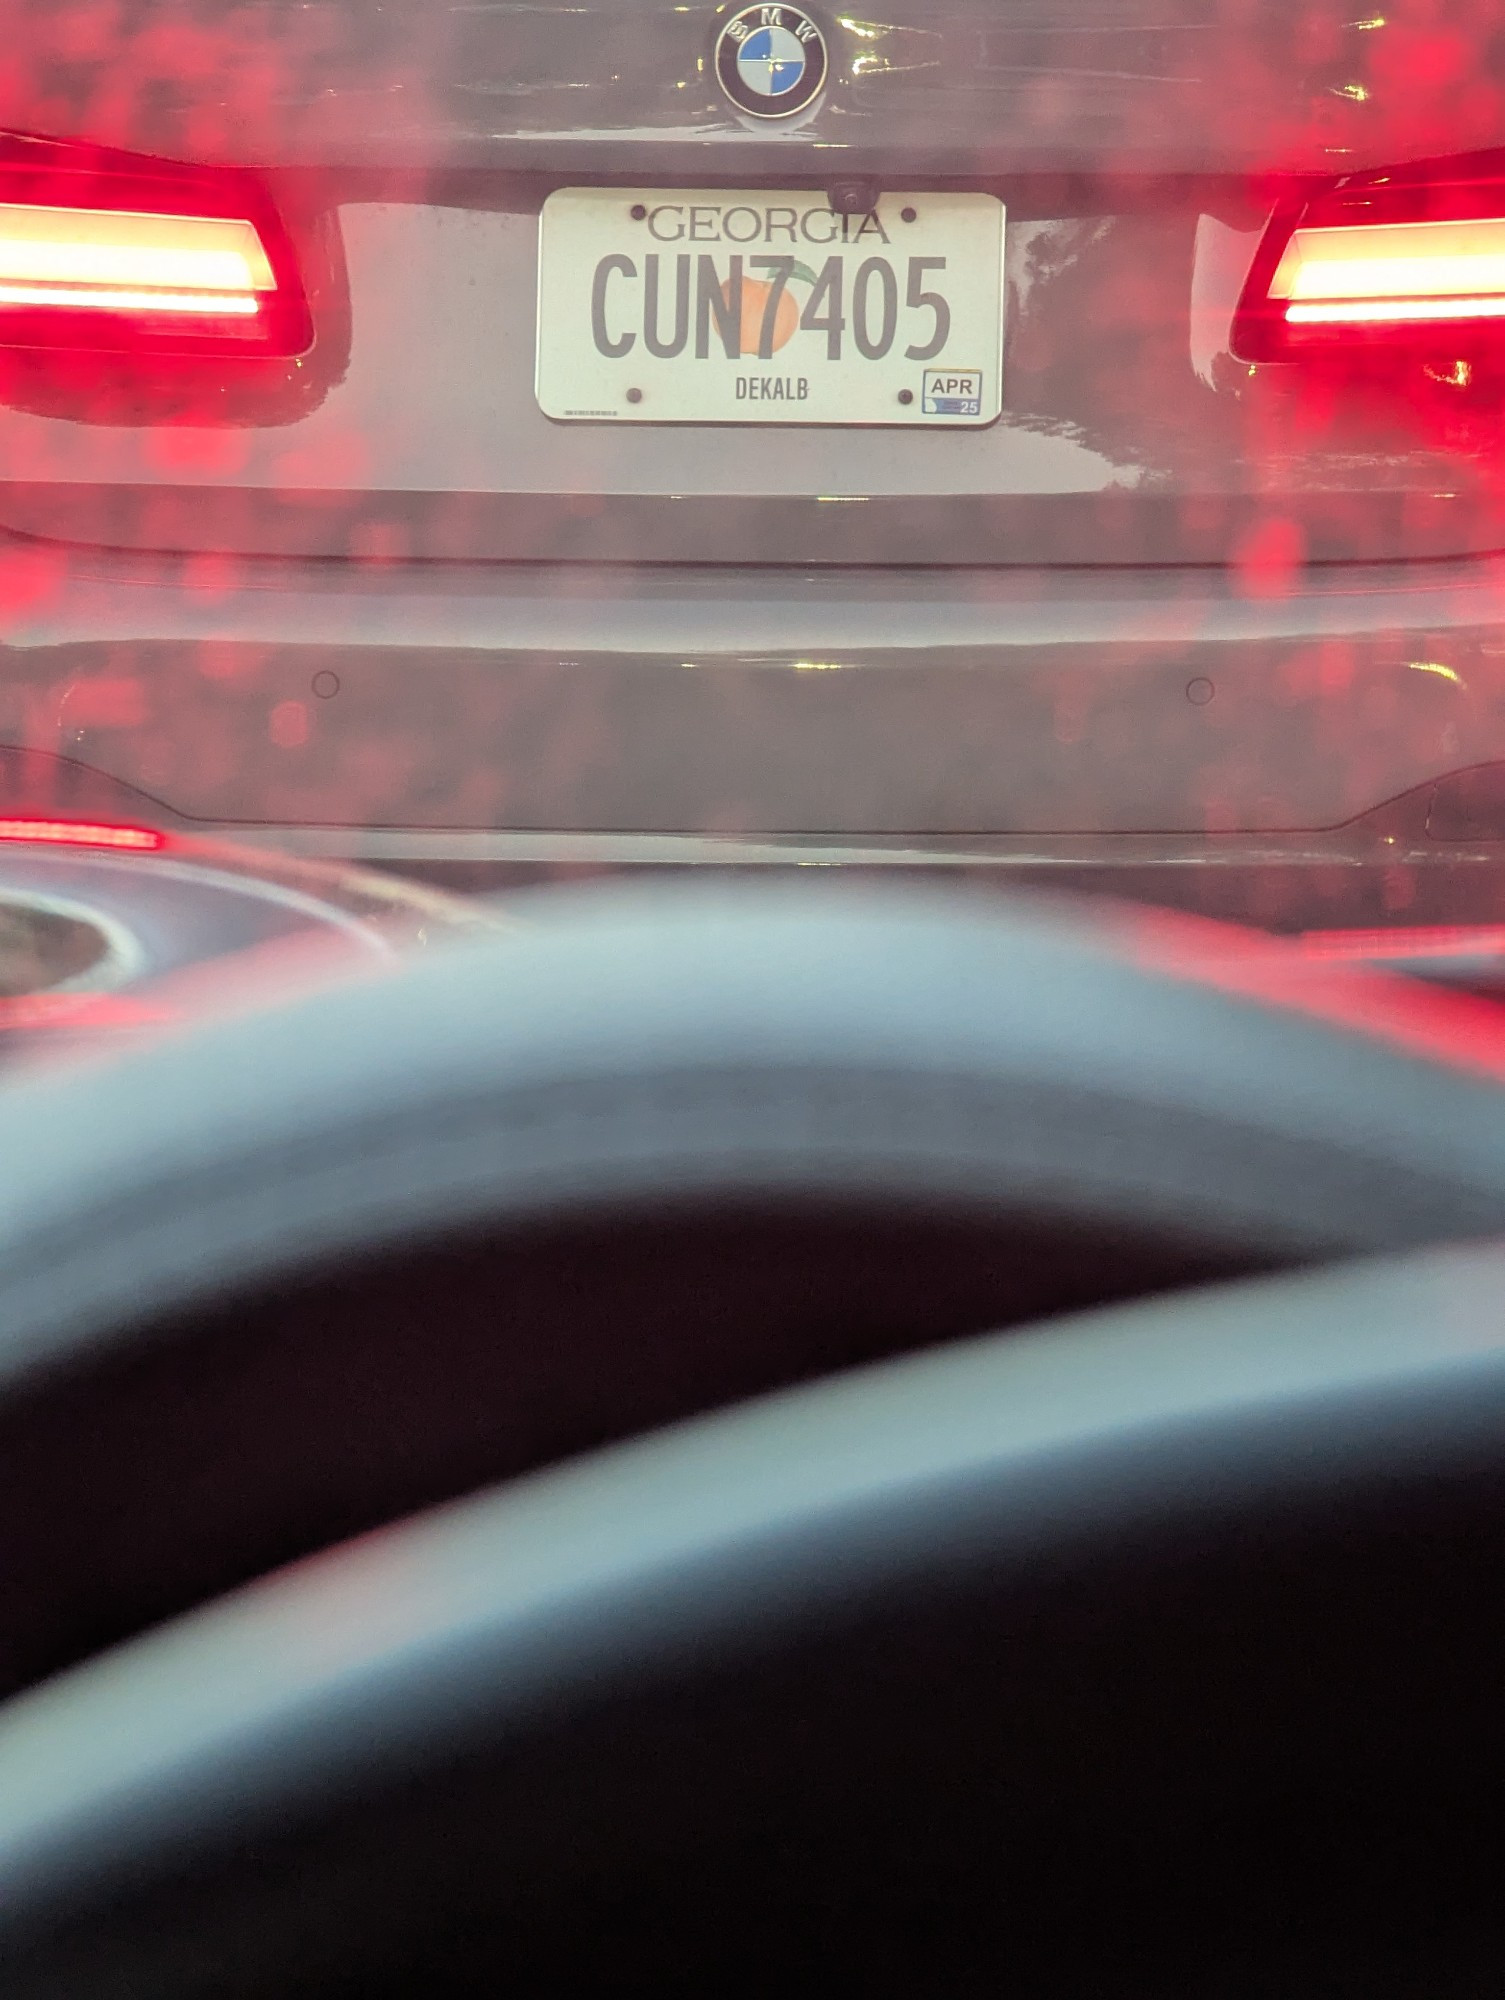 BMW
GEORGIA
CUN7405
DEKALB
APR
25